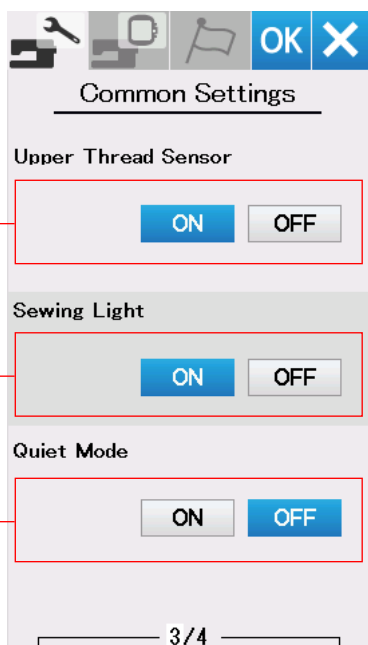 OK
Common Settings
Upper Thread Sensor
ON OFF
Sewing Light
ON OFF
Quiet Mode
ON OFF
3/4